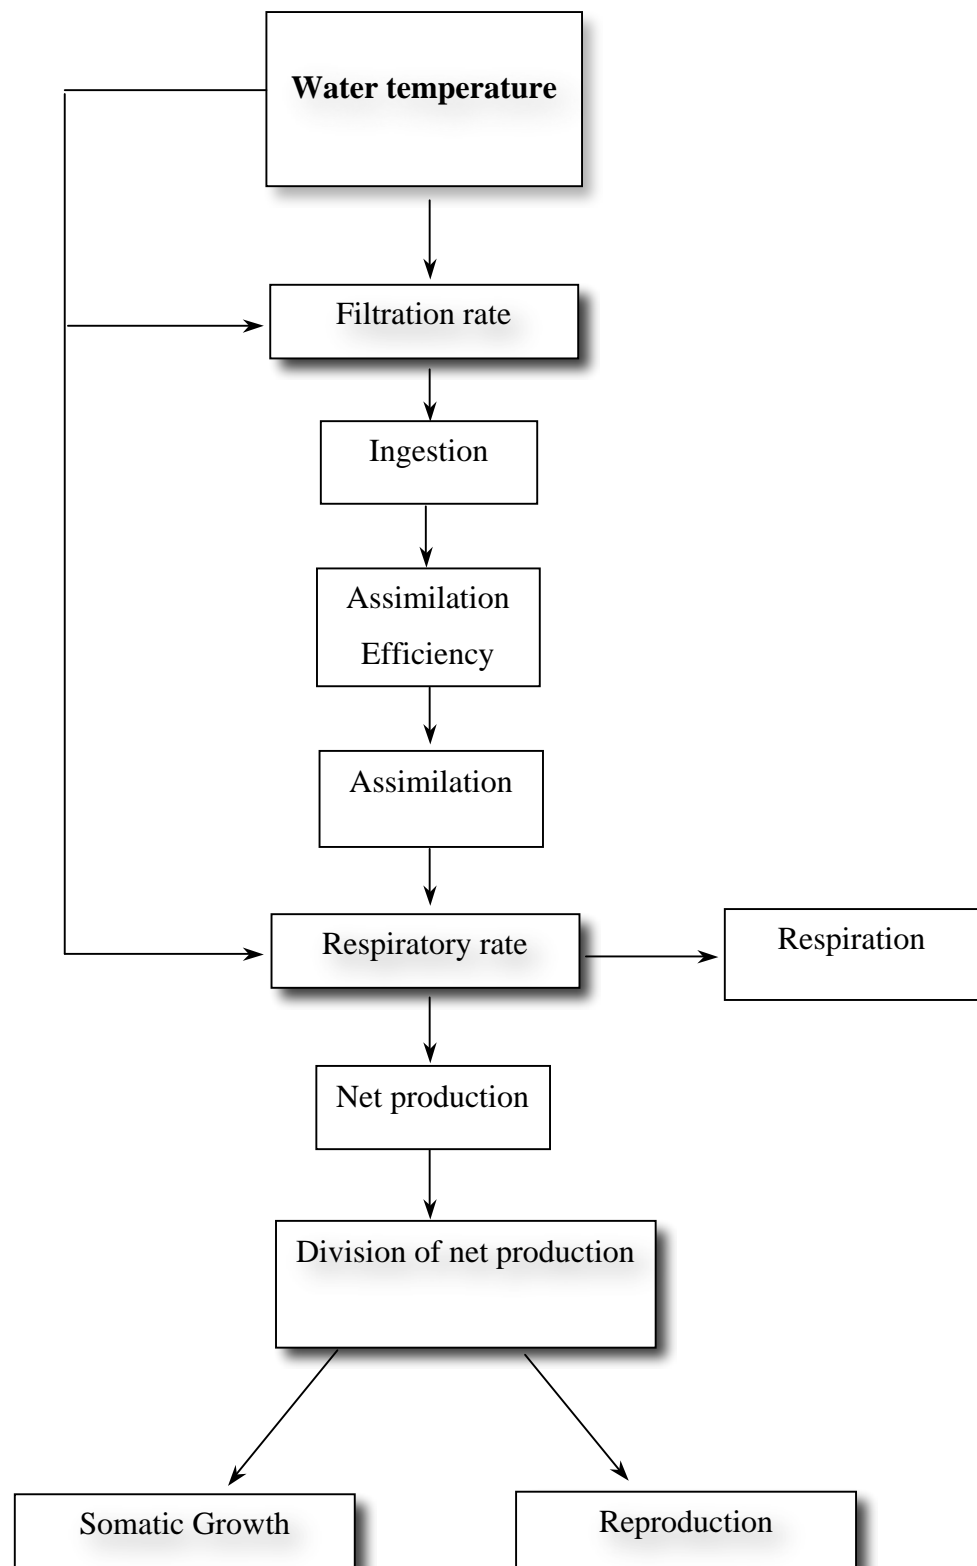 Water temperature
Filtration rate
Ingestion
Assimilation
Efficiency
Assimilation
Respiratory rate
Respiration
Net production
Division of net production
Somatic Growth
Reproduction